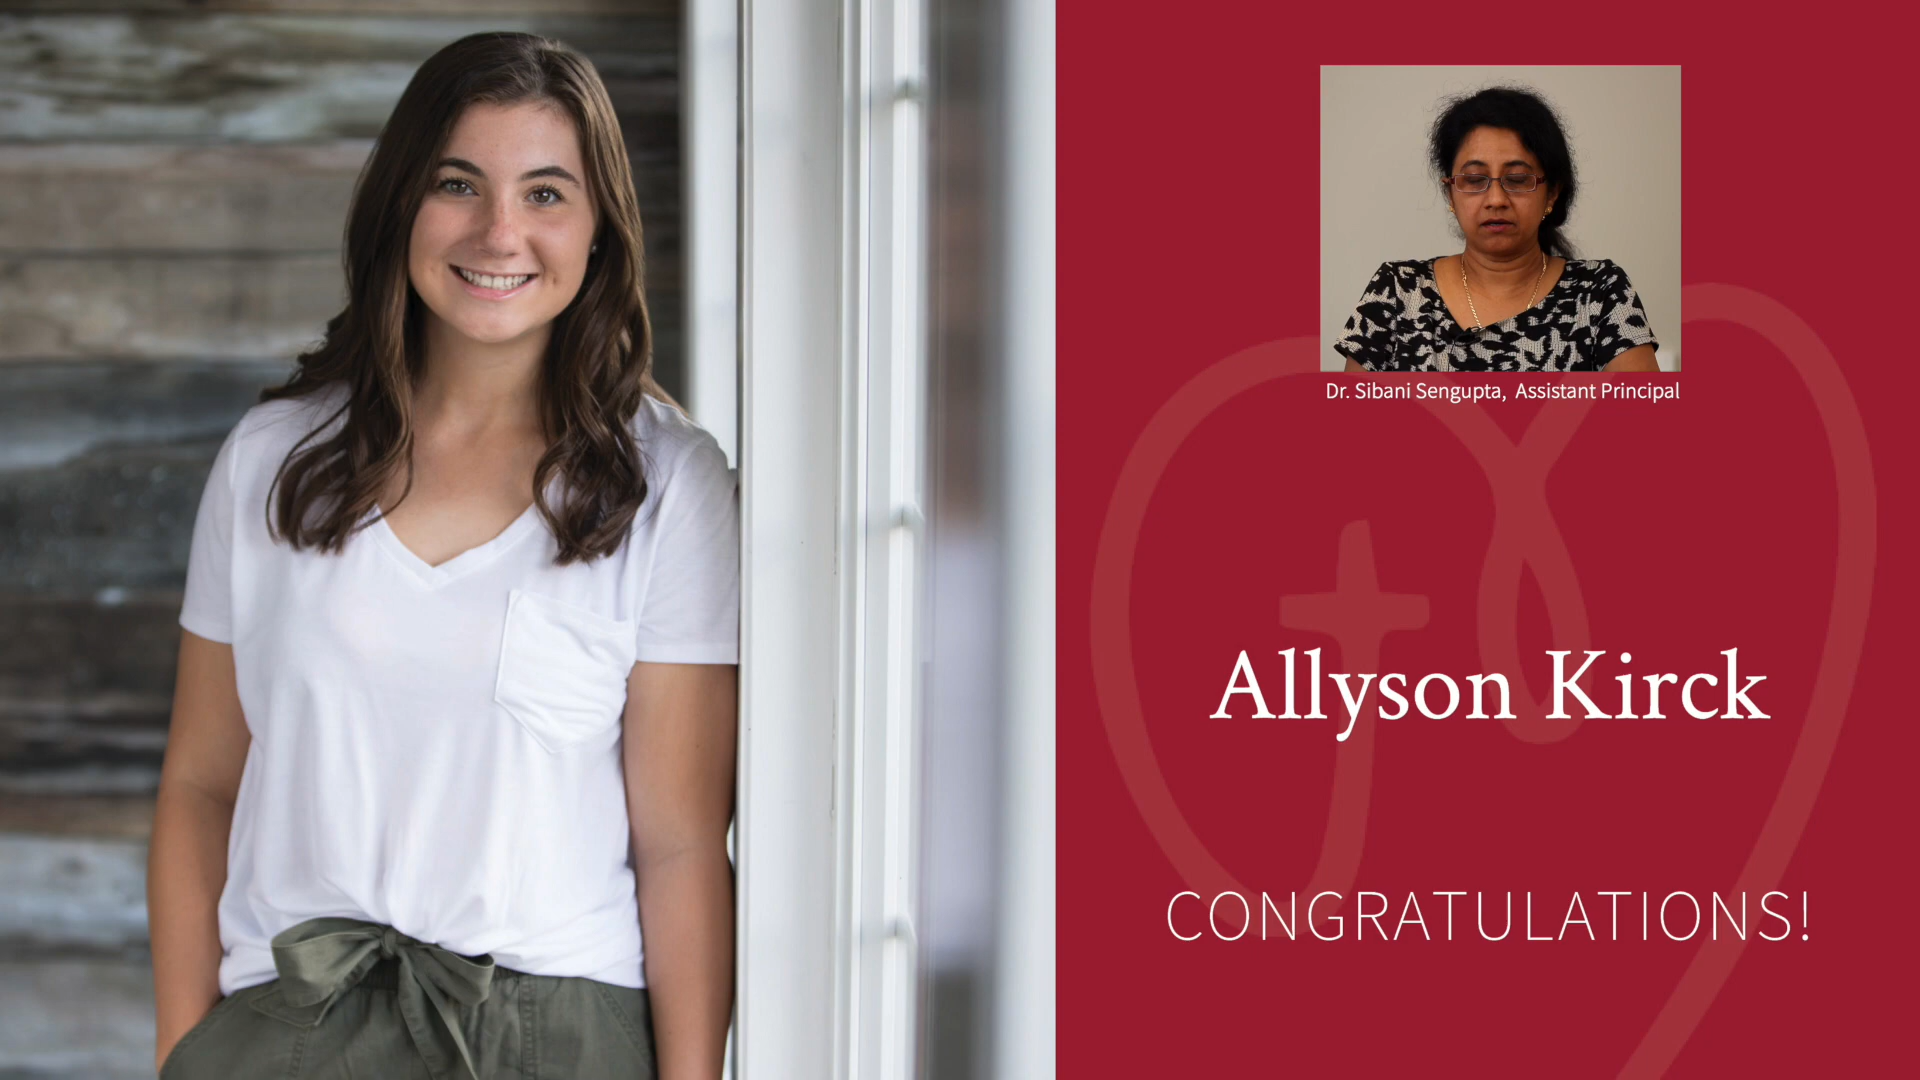 Dr. Sibani Sengupta, Assistant Principal
Allyson Kirck
CONGRATULATIONS!